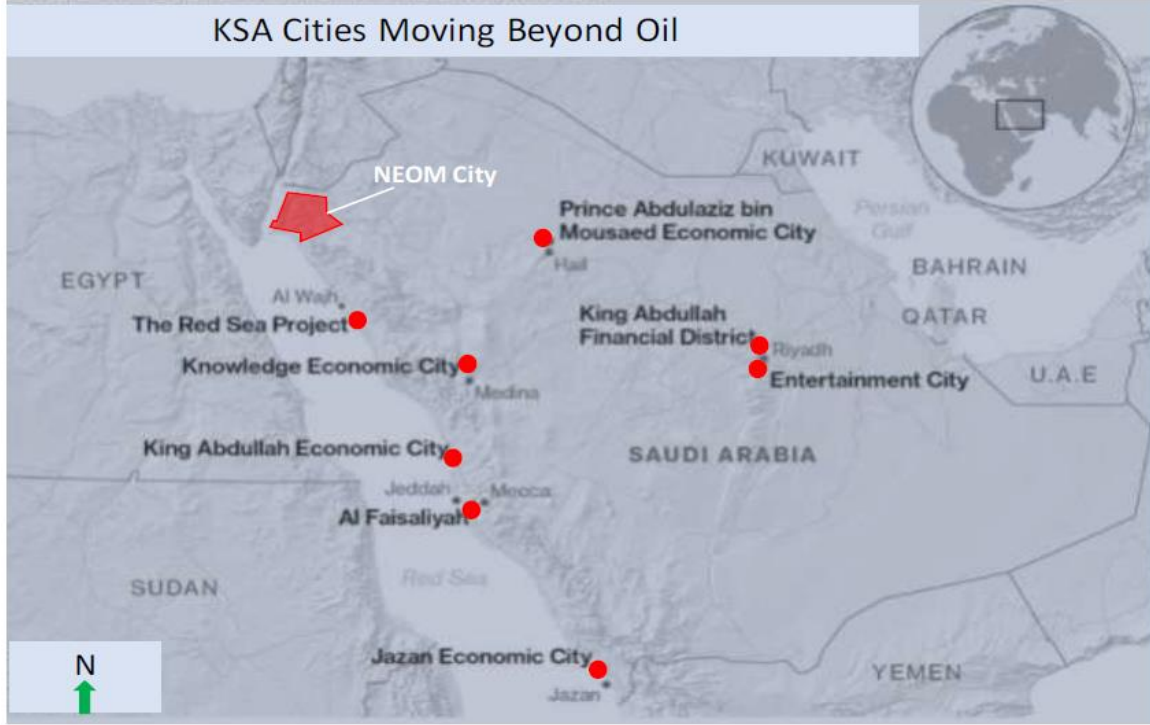 KSA Cities Moving Beyond Oil
NEOM City
KUWAIT
Prince Abdulaziz bin
Mousaed Economic City
Persian
Gulf
Hail
EGYPT
BAHRAIN
Al Wajh
The Red Sea Project
King Abdullah
Financial District
QATAR
Riyadh
Knowledge Economic City
Medina
Entertainment City
U.A.E
King Abdullah Economic City
SAUDI ARABIA
Jeddah
Mecca
Al Faisaliyah
Red Sea
SUDAN
Jazan Economic City
Jazan
YEMEN
N